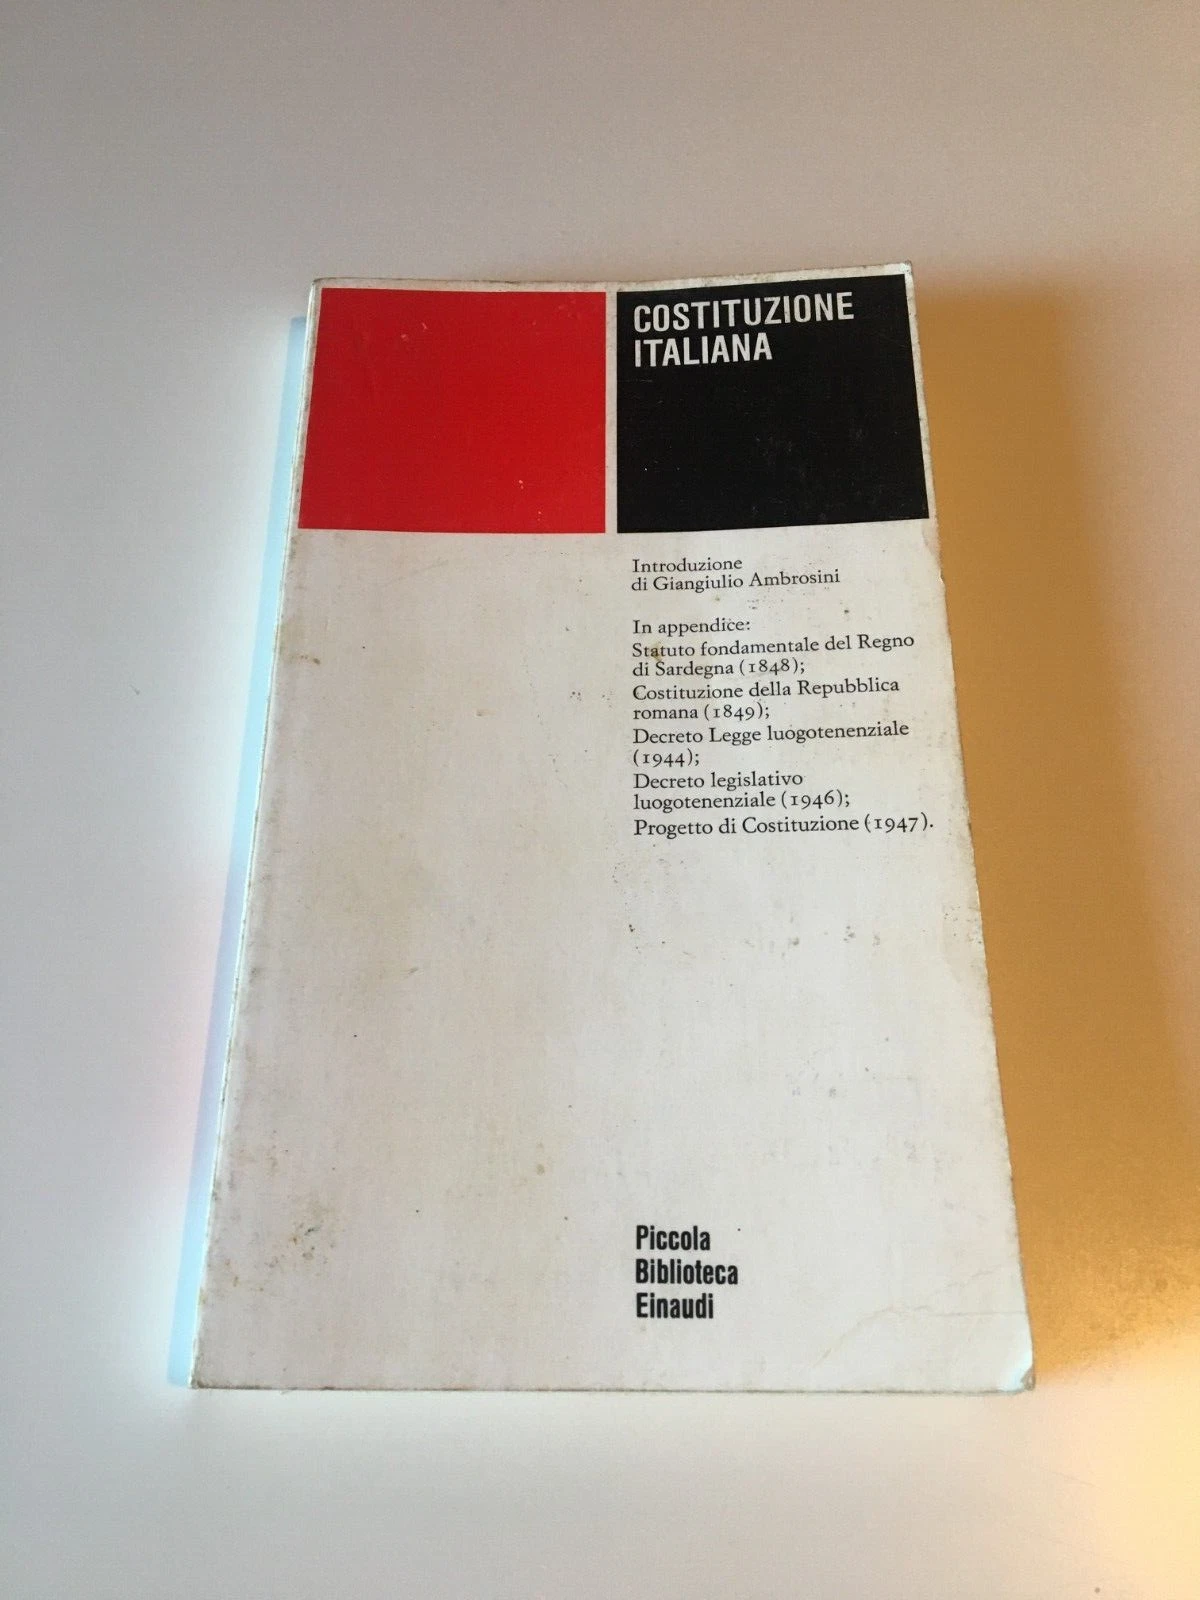 COSTITUZIONE
ITALIANA
Introduzione
di Giangiulio Ambrosini
In appendice:
Statuto fondamentale del Regno
di Sardegna (1848);
Costituzione della Repubblica
romana (1849);
Decreto Legge luogotenenziale
(1944);
Decreto legislativo
luogotenenziale (1946);
Progetto di Costituzione (1947).
Piccola
Biblioteca
Einaudi